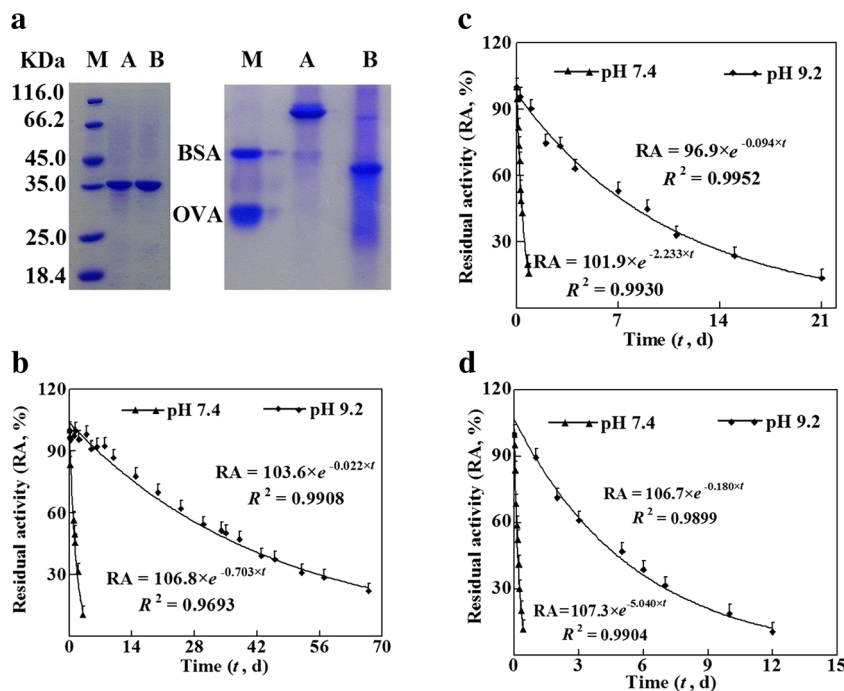 a
KDa M A B
116.0
66.2
45.0
35.0
25.0
18.4
M A B
BSA
OVA
b
Residual activity (RA, %)
120
90
60
30
pH 7.4 pH 9.2
RA = 103.6×e^-0.022×t
R² = 0.9908
RA = 106.8×e^-0.703×t
R² = 0.9693
0 14 28 42 56 70
Time (t, d)
c
Residual activity (RA, %)
120
90
60
30
pH 7.4 pH 9.2
RA = 96.9×e^-0.094×t
R² = 0.9952
RA = 101.9×e^-2.233×t
R² = 0.9930
0 7 14 21
Time (t, d)
d
Residual activity (RA, %)
120
90
60
30
pH 7.4 pH 9.2
RA = 106.7×e^-0.180×t
R² = 0.9899
RA=107.3×e^-5.040×t
R² = 0.9904
0 3 6 9 12 15
Time (t, d)